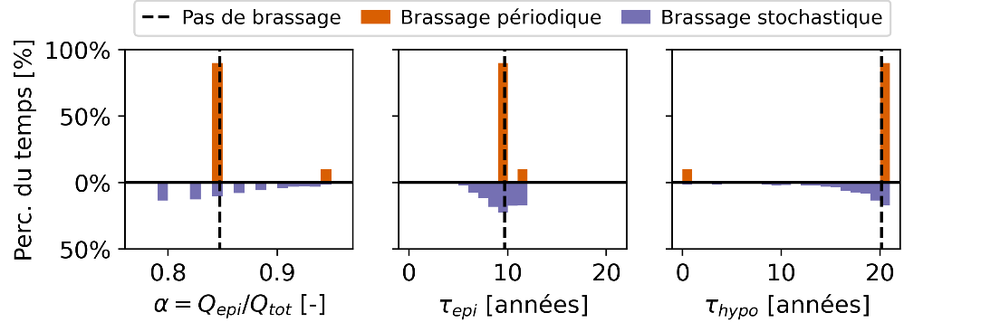 Pas de brassage Brassage périodique Brassage stochastique
Perc. du temps [%]
100%
50%
0%
50%
0.8 0.9
0 10 20
0 10 20
α = Q_epi/Q_tot [-]
τ_epi [années]
τ_hypo [années]